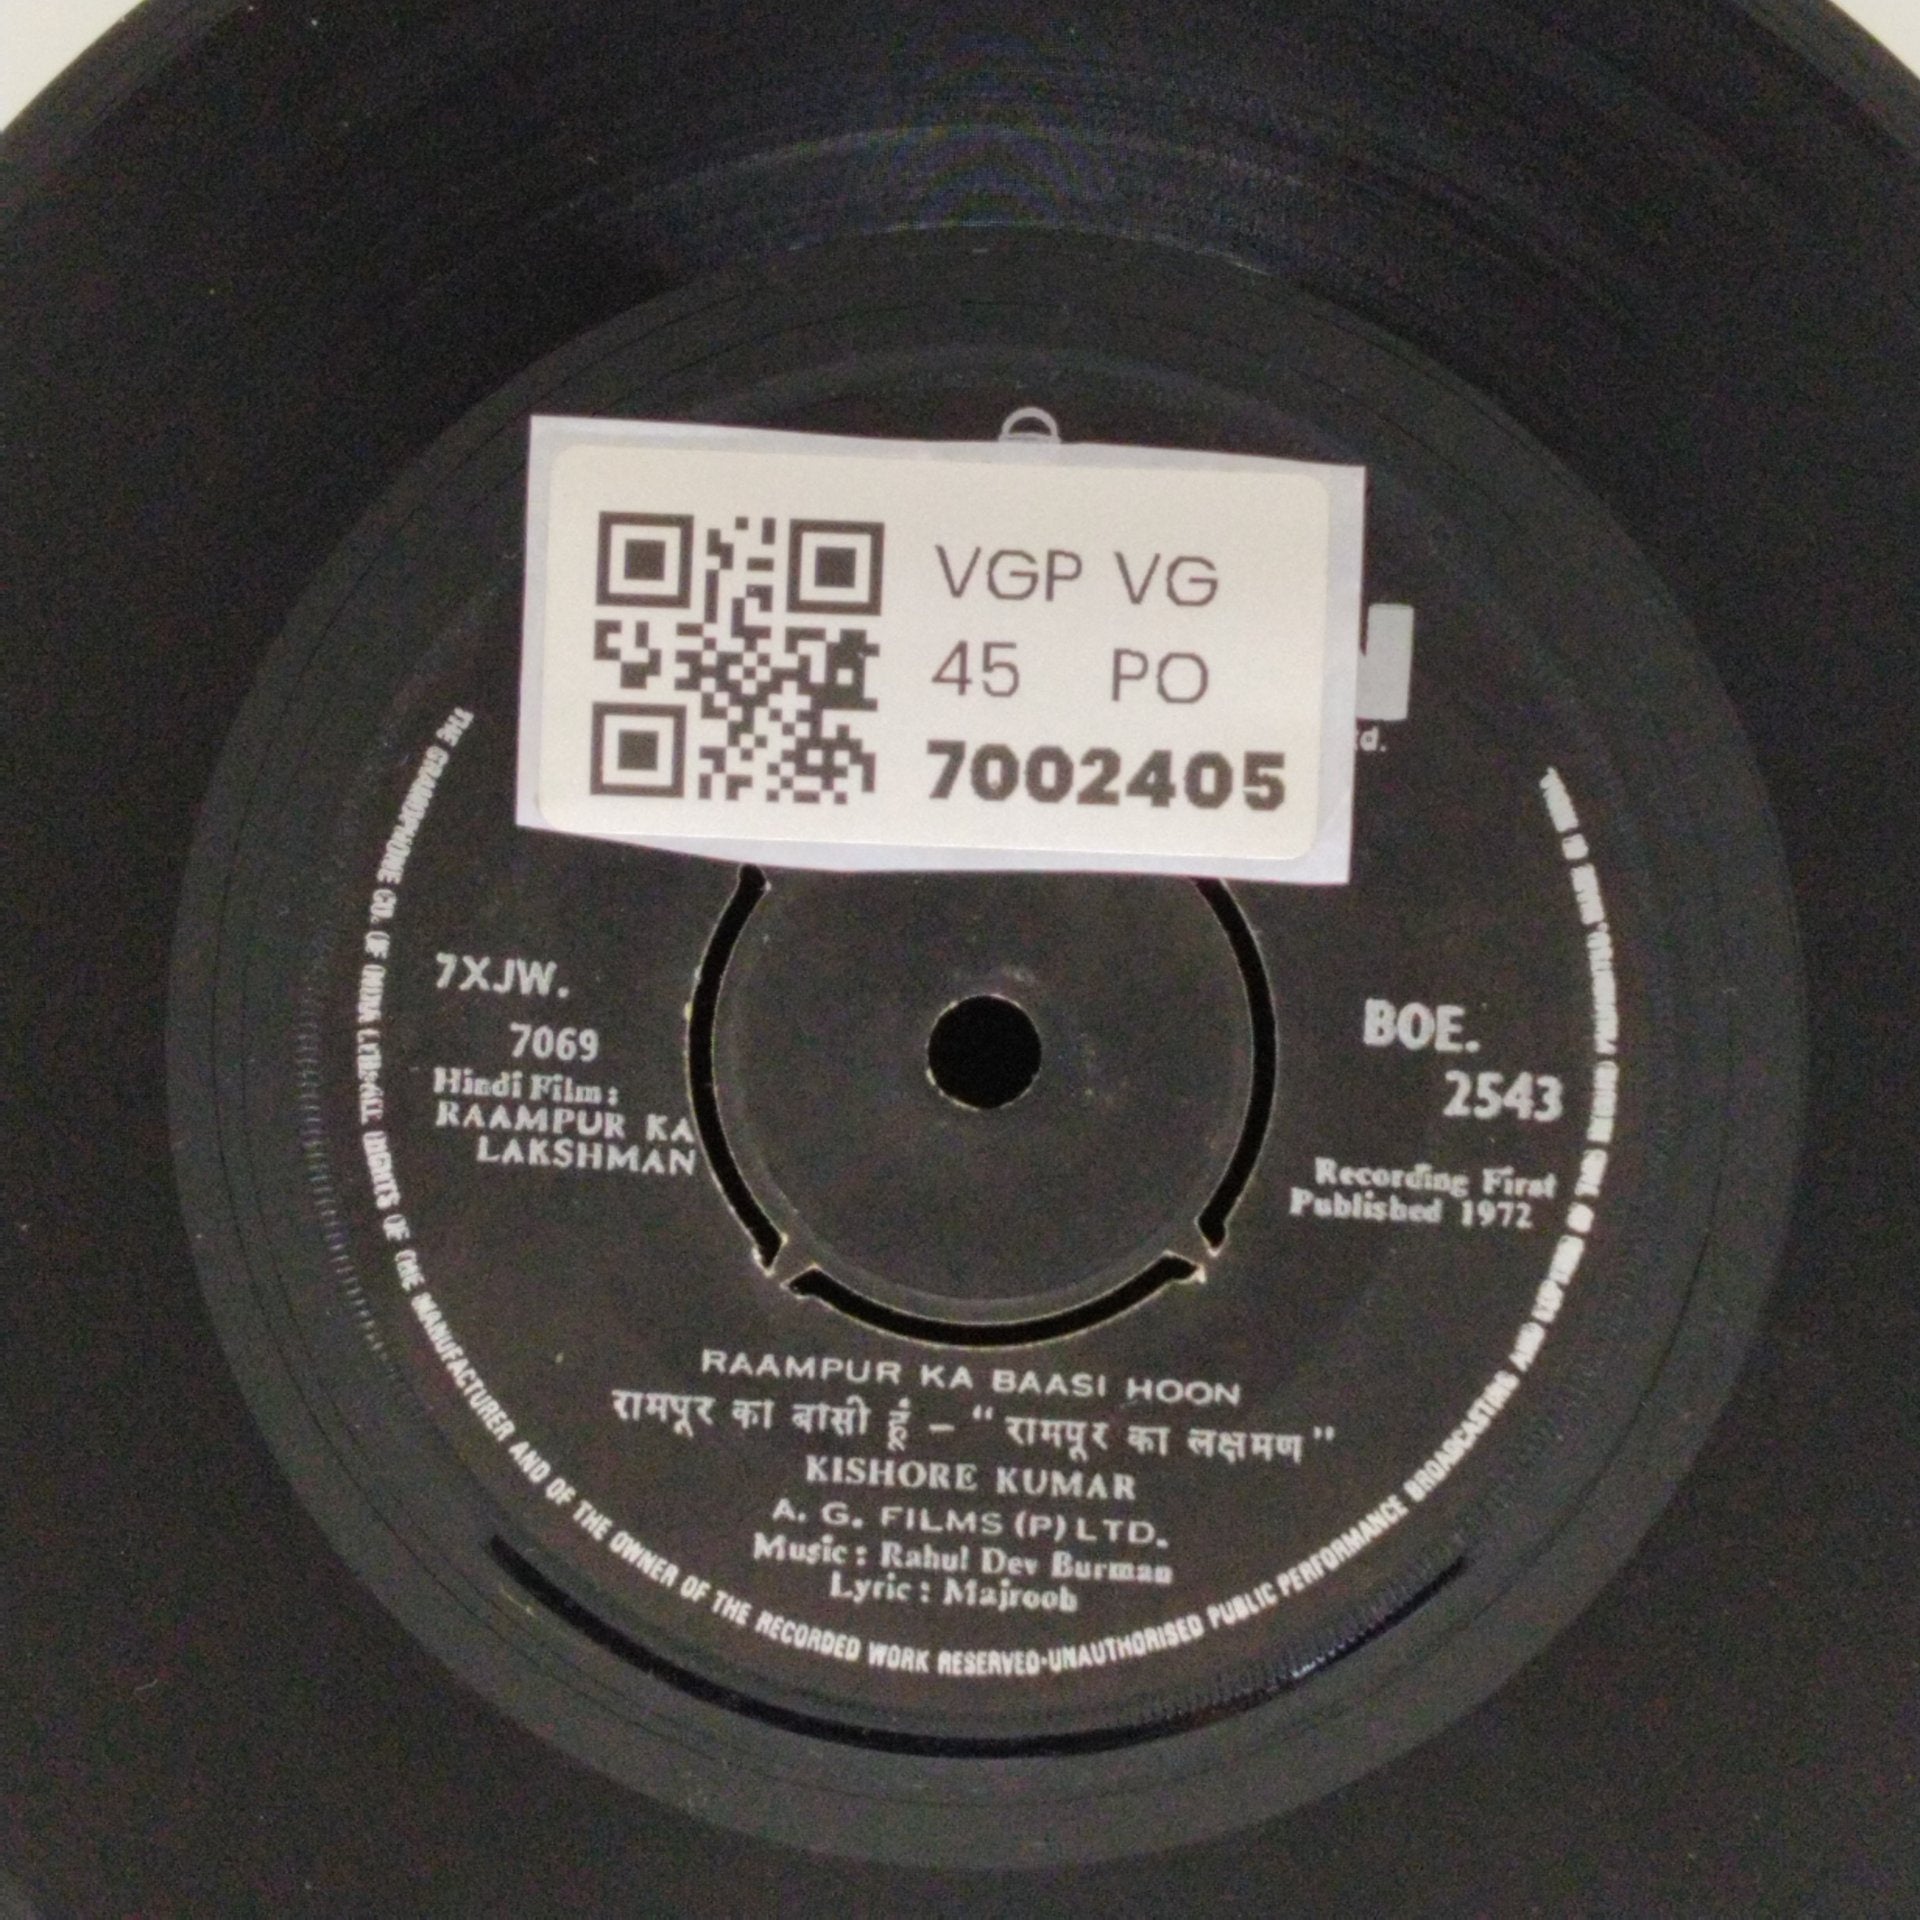 VGP VG
45 PO
7002405
7XJW.
7069
Hindi Film:
RAAMPUR KA
LAKSHMAN
BOE.
2543
Recording First
Published 1972
RAAMPUR KA BAASI HOON
रामपूर का बासी हूं – “रामपूर का लक्षमण”
KISHORE KUMAR
A. G. FILMS (P) LTD.
Music: Rahul Dev Burman
Lyric: Majrooh
THE GRAMOPHONE CO. OF INDIA LTD. ALL RIGHTS OF THE MANUFACTURER AND OF THE OWNER OF THE RECORDED WORK RESERVED·UNAUTHORISED PUBLIC PERFORMANCE BROADCASTING AND COPYING OF